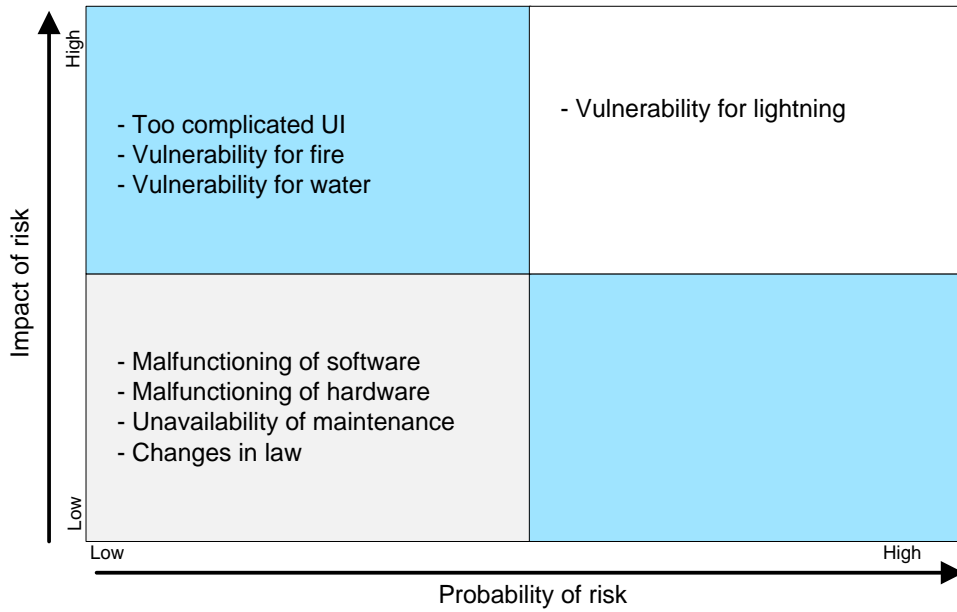 High
- Too complicated UI
- Vulnerability for fire
- Vulnerability for water
- Vulnerability for lightning
Impact of risk
- Malfunctioning of software
- Malfunctioning of hardware
- Unavailability of maintenance
- Changes in law
Low
Low
High
Probability of risk